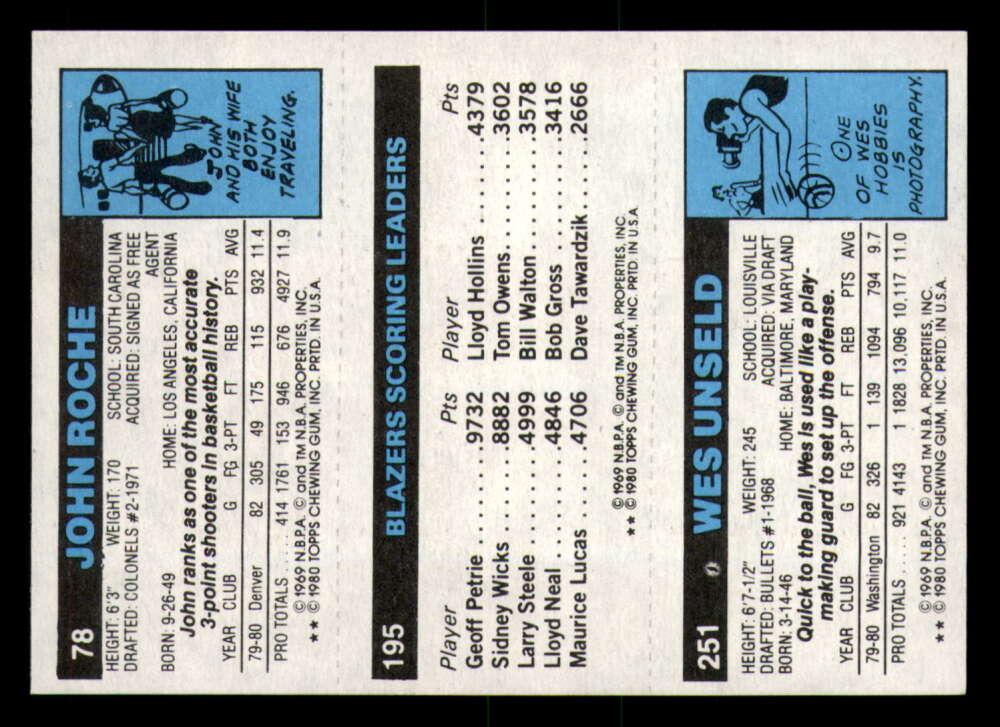 78 JOHN ROCHE
HEIGHT: 6'3" WEIGHT: 170 SCHOOL: SOUTH CAROLINA
DRAFTED: COLONELS #2-1971 ACQUIRED: SIGNED AS FREE
AGENT
BORN: 9-26-49 HOME: LOS ANGELES, CALIFORNIA
John ranks as one of the most accurate
3-point shooters in basketball history.
YEAR CLUB G FG 3-PT FT REB PTS AVG
79-80 Denver 82 305 49 175 115 932 11.4
PRO TOTALS..... 414 1761 153 946 676 4927 11.9
★★ © 1969 N.B.P.A. © and TM N.B.A. PROPERTIES, INC.
© 1980 TOPPS CHEWING GUM, INC. PRTD. IN U.S.A.
JOHN
AND HIS WIFE
BOTH
ENJOY
TRAVELING.
195 BLAZERS SCORING LEADERS
Player Pts Player Pts
Geoff Petrie.......9732 Lloyd Hollins.......4379
Sidney Wicks.......8882 Tom Owens.......3602
Larry Steele.......4999 Bill Walton.......3578
Lloyd Neal.......4846 Bob Gross.......3416
Maurice Lucas.......4706 Dave Tawardzik.......2666
© 1969 N.B.P.A. © and TM N.B.A. PROPERTIES, INC.
★★ © 1980 TOPPS CHEWING GUM, INC. PRTD. IN U.S.A.
251 WES UNSELD
HEIGHT: 6'7-1/2" WEIGHT: 245 SCHOOL: LOUISVILLE
DRAFTED: BULLETS #1-1968 ACQUIRED: VIA DRAFT
BORN: 3-14-46 HOME: BALTIMORE, MARYLAND
Quick to the ball, Wes is used like a play-
making guard to set up the offense.
YEAR CLUB G FG 3-PT FT REB PTS AVG
79-80 Washington 82 326 1 139 1094 794 9.7
PRO TOTALS..... 921 4143 1 1828 13,096 10,117 11.0
© 1969 N.B.P.A. © and TM N.B.A. PROPERTIES, INC.
★★ © 1980 TOPPS CHEWING GUM, INC. PRTD. IN U.S.A.
ONE
OF WES
HOBBIES
IS
PHOTOGRAPHY.